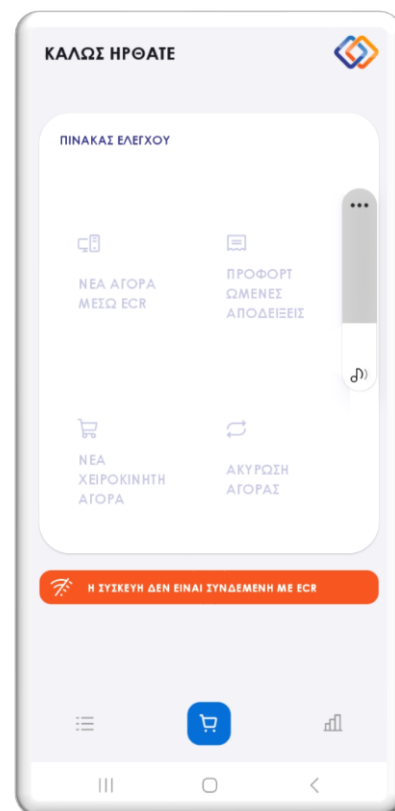 ΚΑΛΩΣ ΗΡΘΑΤΕ
ΠΙΝΑΚΑΣ ΕΛΕΓΧΟΥ
ΝΕΑ ΑΓΟΡΑ
ΜΕΣΩ ECR
ΠΡΟΦΟΡΤ
ΩΜΕΝΕΣ
ΑΠΟΔΕΙΞΕΙΣ
ΝΕΑ
ΧΕΙΡΟΚΙΝΗΤΗ
ΑΓΟΡΑ
ΑΚΥΡΩΣΗ
ΑΓΟΡΑΣ
Η ΣΥΣΚΕΥΗ ΔΕΝ ΕΙΝΑΙ ΣΥΝΔΕΜΕΝΗ ΜΕ ECR